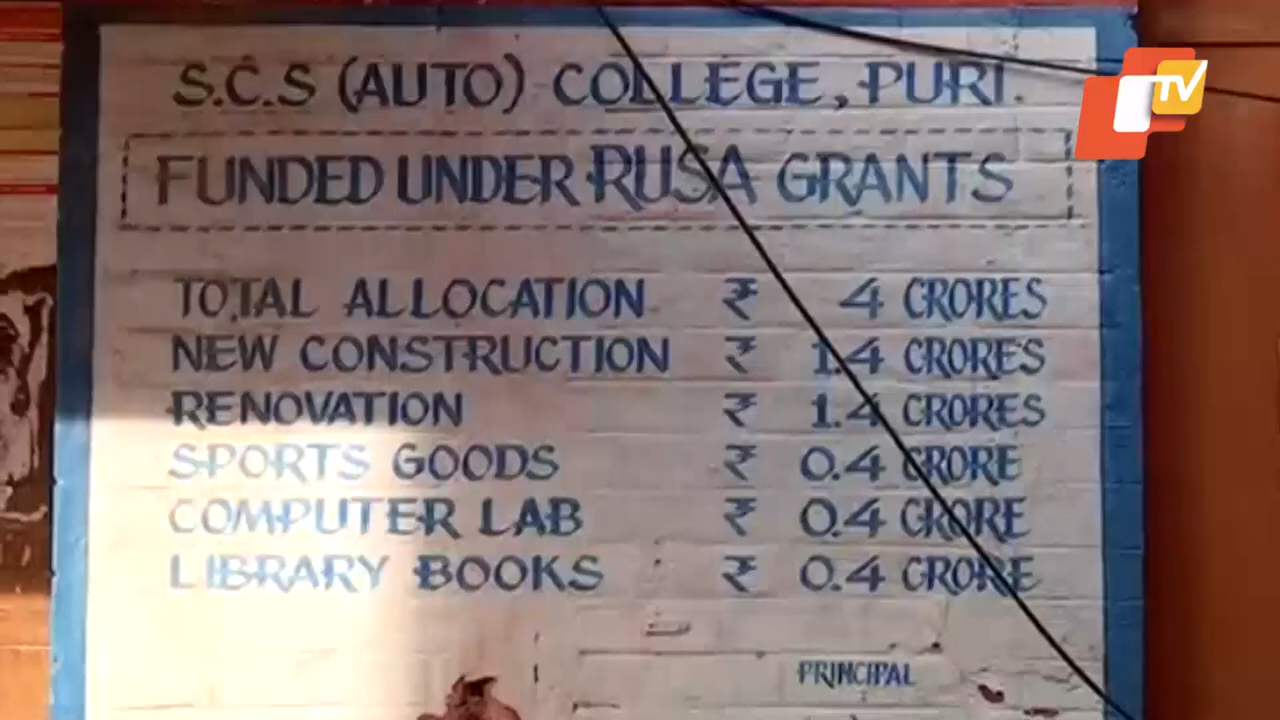 S.C.S (AUTO) COLLEGE, PURI.
FUNDED UNDER RUSA GRANTS
TOTAL ALLOCATION ₹ 4 CRORES
NEW CONSTRUCTION ₹ 1.4 CRORES
RENOVATION ₹ 1.4 CRORES
SPORTS GOODS ₹ 0.4 CRORE
COMPUTER LAB ₹ 0.4 CRORE
LIBRARY BOOKS ₹ 0.4 CRORE
PRINCIPAL
TV